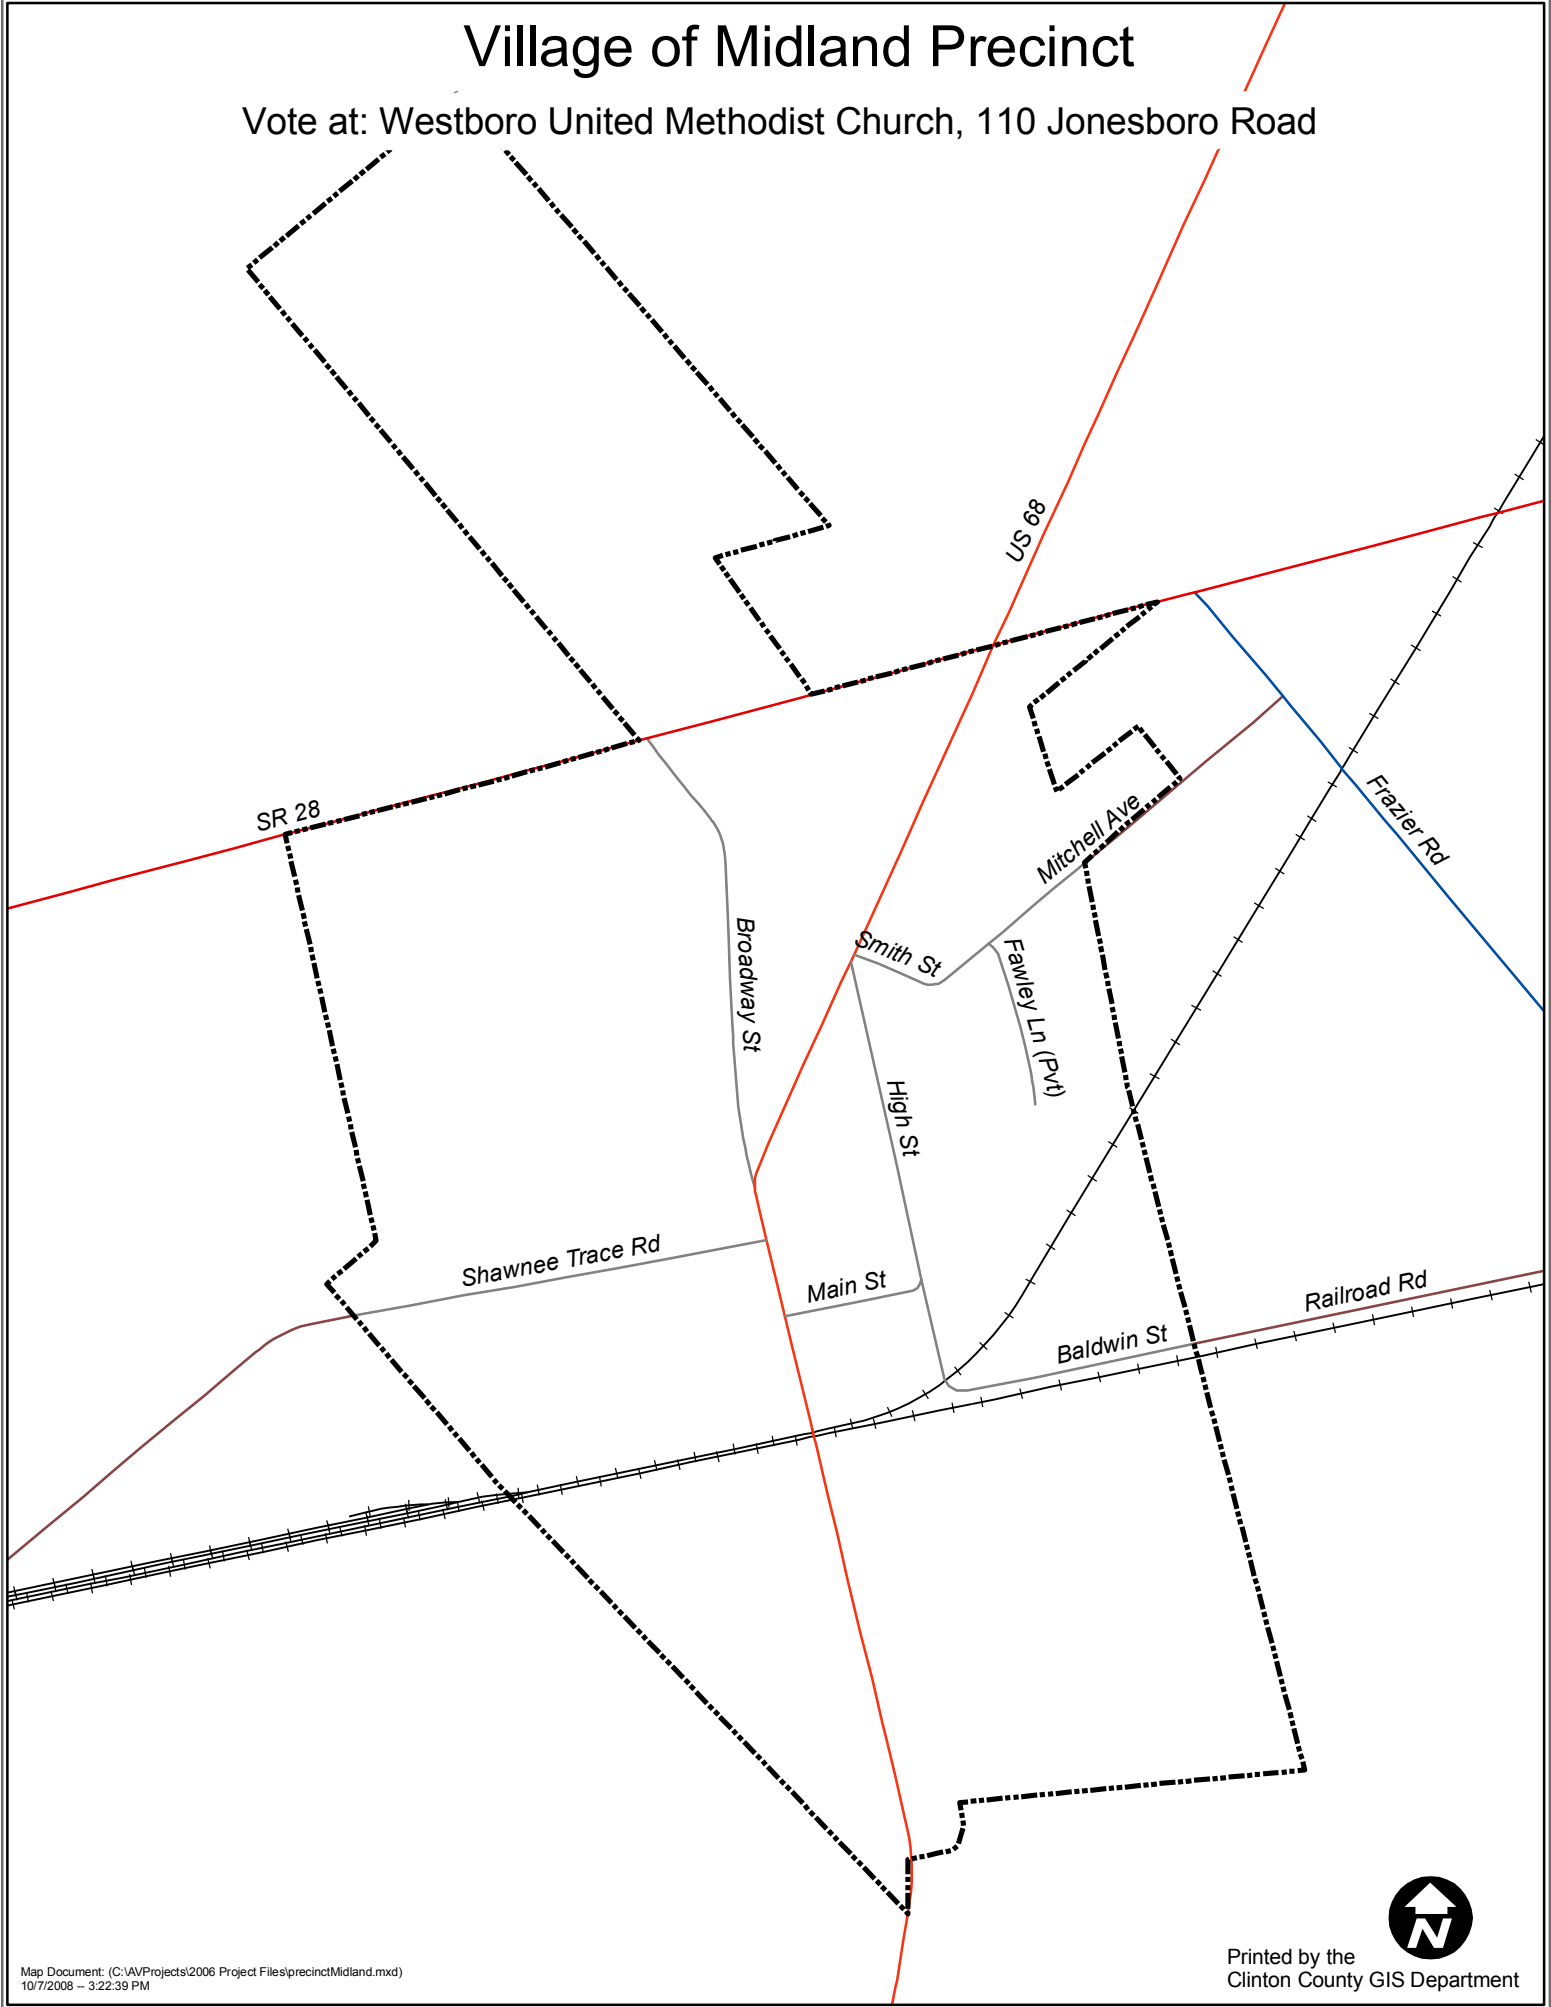 Village of Midland Precinct
Vote at: Westboro United Methodist Church, 110 Jonesboro Road
US 68
SR 28
Mitchell Ave
Frazier Rd
Broadway St
Smith St
Fawley Ln (Pvt)
High St
Shawnee Trace Rd
Main St
Railroad Rd
Baldwin St
N
Printed by the
Clinton County GIS Department
Map Document: (C:\AVProjects\2006 Project Files\precinctMidland.mxd)
10/7/2008 -- 3:22:39 PM